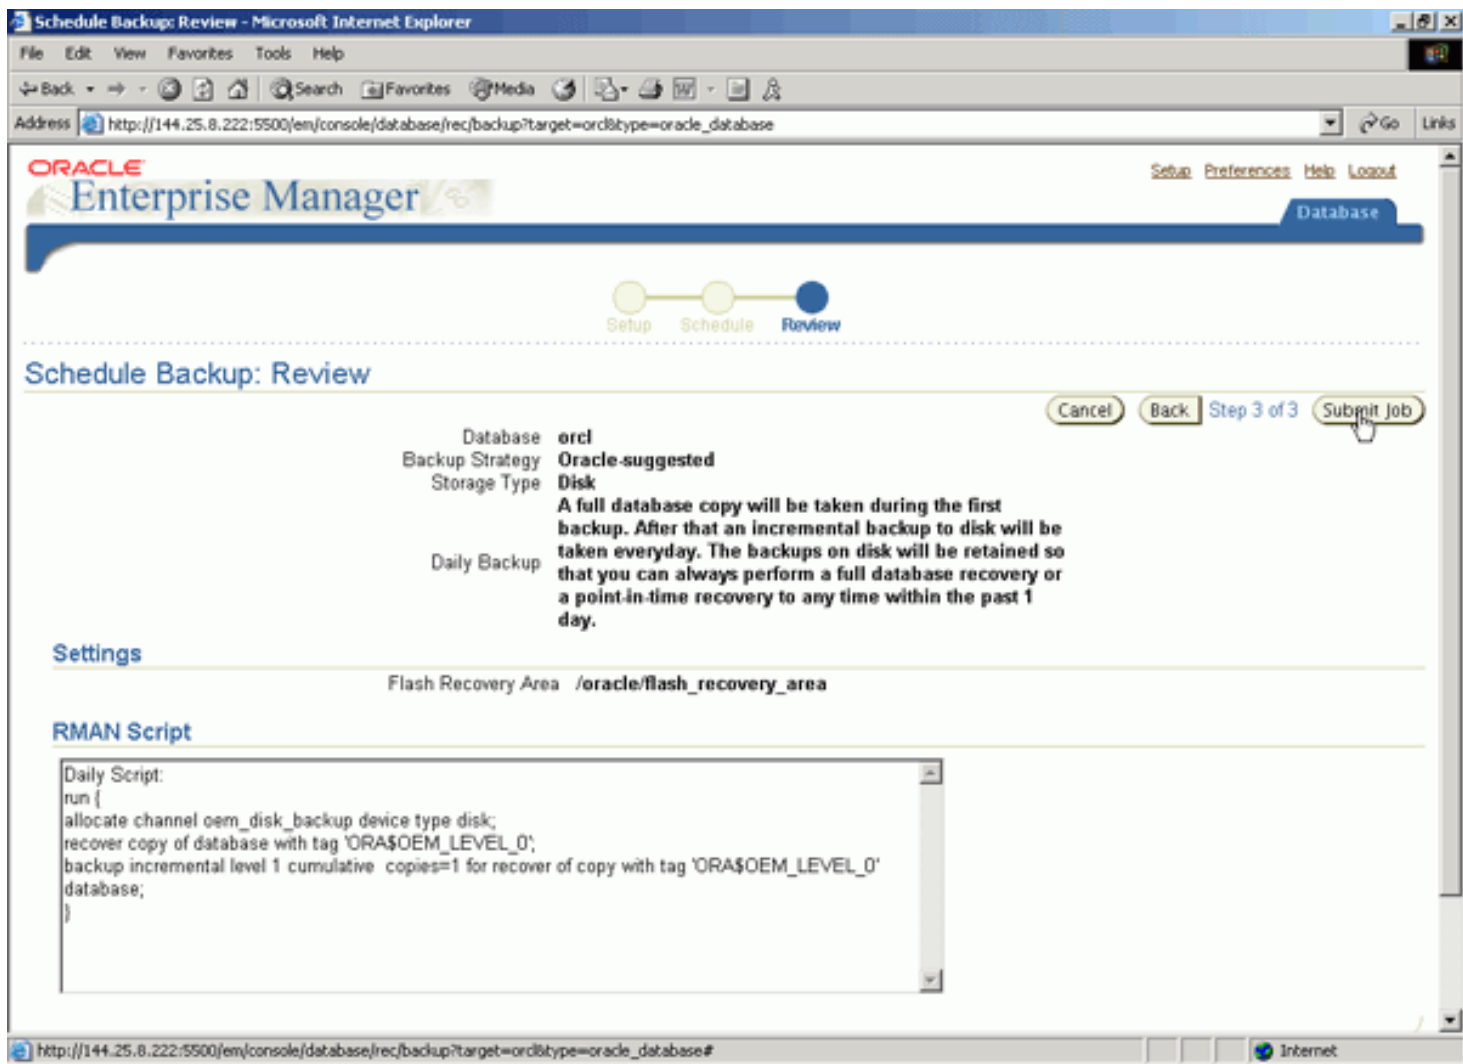 Schedule Backup: Review - Microsoft Internet Explorer
File Edit View Favorites Tools Help
Back Search Favorites Media
Address http://144.25.8.222:5500/em/console/database/rec/backup?target=orcl&type=oracle_database Go Links
ORACLE
Enterprise Manager
Setup Preferences Help Logout
Database
Setup Schedule Review
Schedule Backup: Review
Cancel Back Step 3 of 3 Submit Job
Database orcl
Backup Strategy Oracle-suggested
Storage Type Disk
A full database copy will be taken during the first
backup. After that an incremental backup to disk will be
Daily Backup taken everyday. The backups on disk will be retained so
that you can always perform a full database recovery or
a point-in-time recovery to any time within the past 1
day.
Settings
Flash Recovery Area /oracle/flash_recovery_area
RMAN Script
Daily Script:
run {
allocate channel oem_disk_backup device type disk;
recover copy of database with tag 'ORA$OEM_LEVEL_0';
backup incremental level 1 cumulative  copies=1 for recover of copy with tag 'ORA$OEM_LEVEL_0'
database;
}
http://144.25.8.222:5500/em/console/database/rec/backup?target=orcl&type=oracle_database# Internet